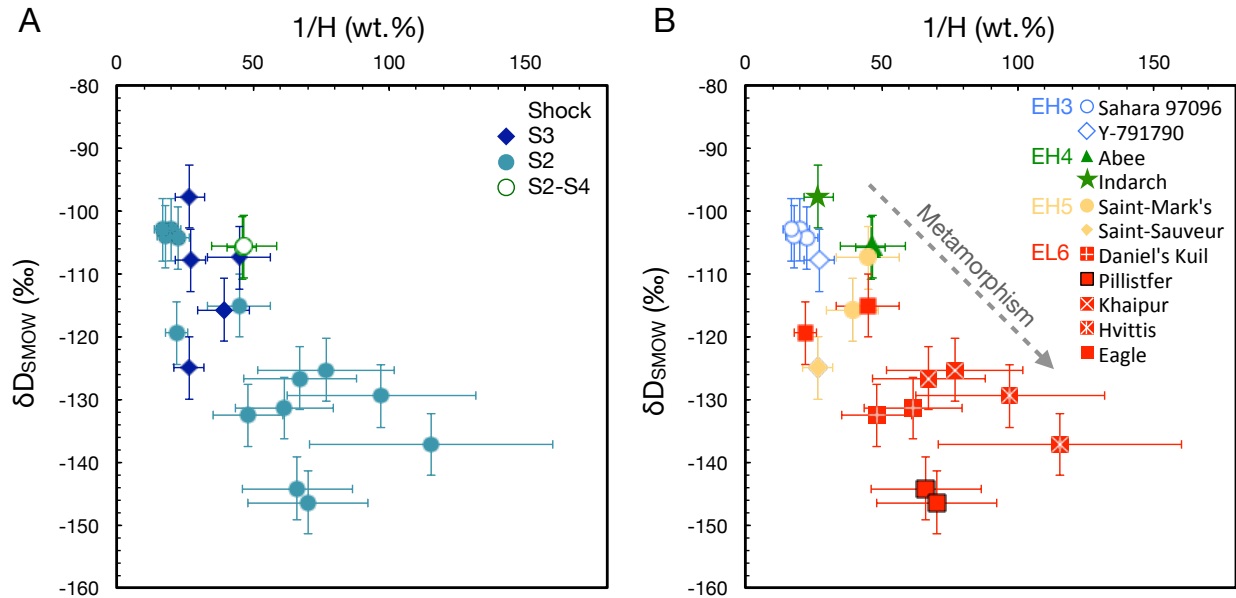 A
1/H (wt.%)
0 50 100 150
-80
-90
-100
-110
-120
-130
-140
-150
-160
δD_SMOW (‰)
Shock
S3
S2
S2-S4
B
1/H (wt.%)
0 50 100 150
-80
-90
-100
-110
-120
-130
-140
-150
-160
δD_SMOW (‰)
EH3 Sahara 97096
Y-791790
EH4 Abee
Indarch
EH5 Saint-Mark's
Saint-Sauveur
EL6 Daniel's Kuil
Pillistfer
Khaipur
Hvittis
Eagle
Metamorphism